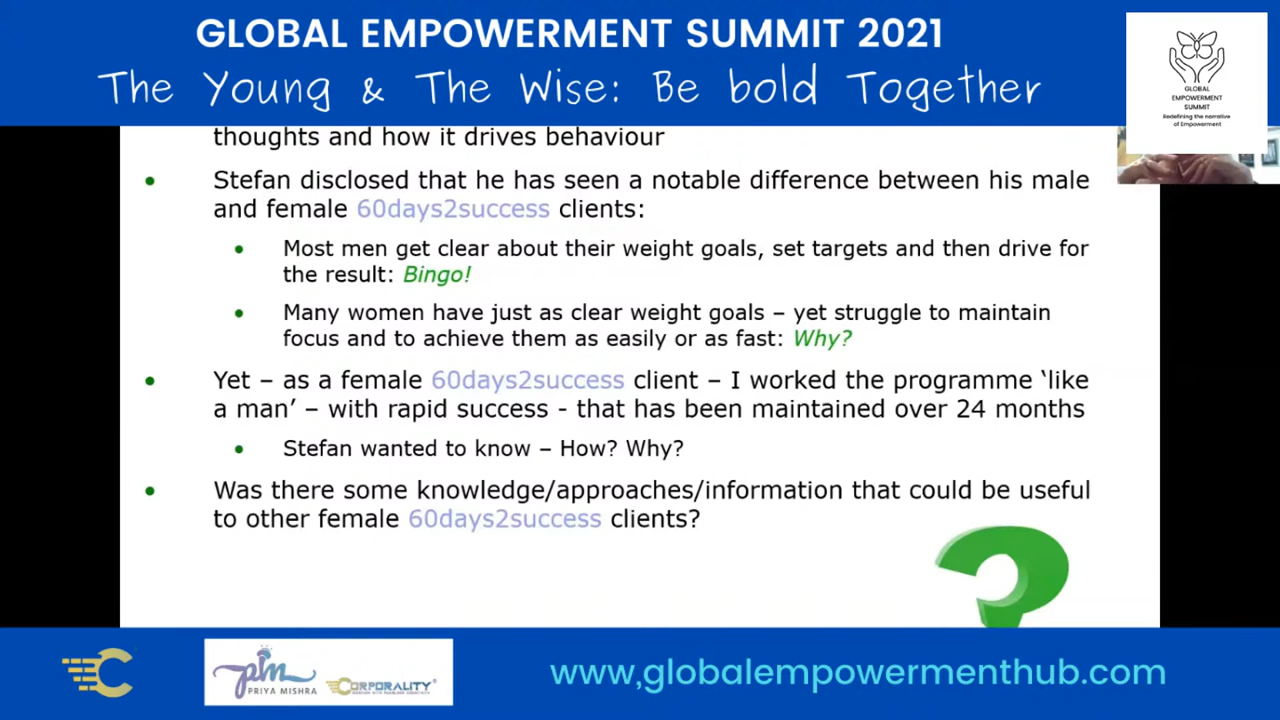 GLOBAL EMPOWERMENT SUMMIT 2021
The Young & The Wise: Be bold Together
GLOBAL
EMPOWERMENT
SUMMIT
Redefining the narrative
of Empowerment
thoughts and how it drives behaviour
• Stefan disclosed that he has seen a notable difference between his male
and female 60days2success clients:
• Most men get clear about their weight goals, set targets and then drive for
the result: Bingo!
• Many women have just as clear weight goals – yet struggle to maintain
focus and to achieve them as easily or as fast: Why?
• Yet – as a female 60days2success client – I worked the programme ‘like
a man’ – with rapid success - that has been maintained over 24 months
• Stefan wanted to know – How? Why?
• Was there some knowledge/approaches/information that could be useful
to other female 60days2success clients?
?
C
pm
PRIYA MISHRA
CORPORALITY
www,globalempowermenthub.com